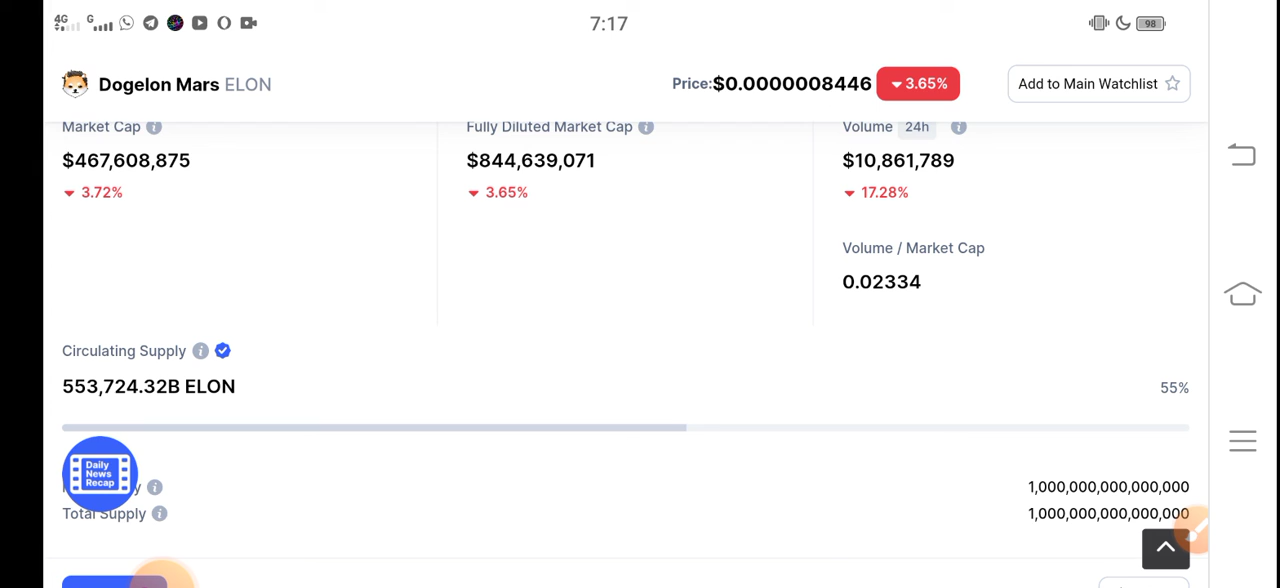 4G G 7:17 98
Dogelon Mars ELON Price:$0.0000008446 3.65% Add to Main Watchlist
Market Cap Fully Diluted Market Cap Volume 24h
$467,608,875 $844,639,071 $10,861,789
3.72% 3.65% 17.28%
Volume / Market Cap
0.02334
Circulating Supply
553,724.32B ELON 55%
Daily
News
Recap
1,000,000,000,000,000
Total Supply 1,000,000,000,000,000